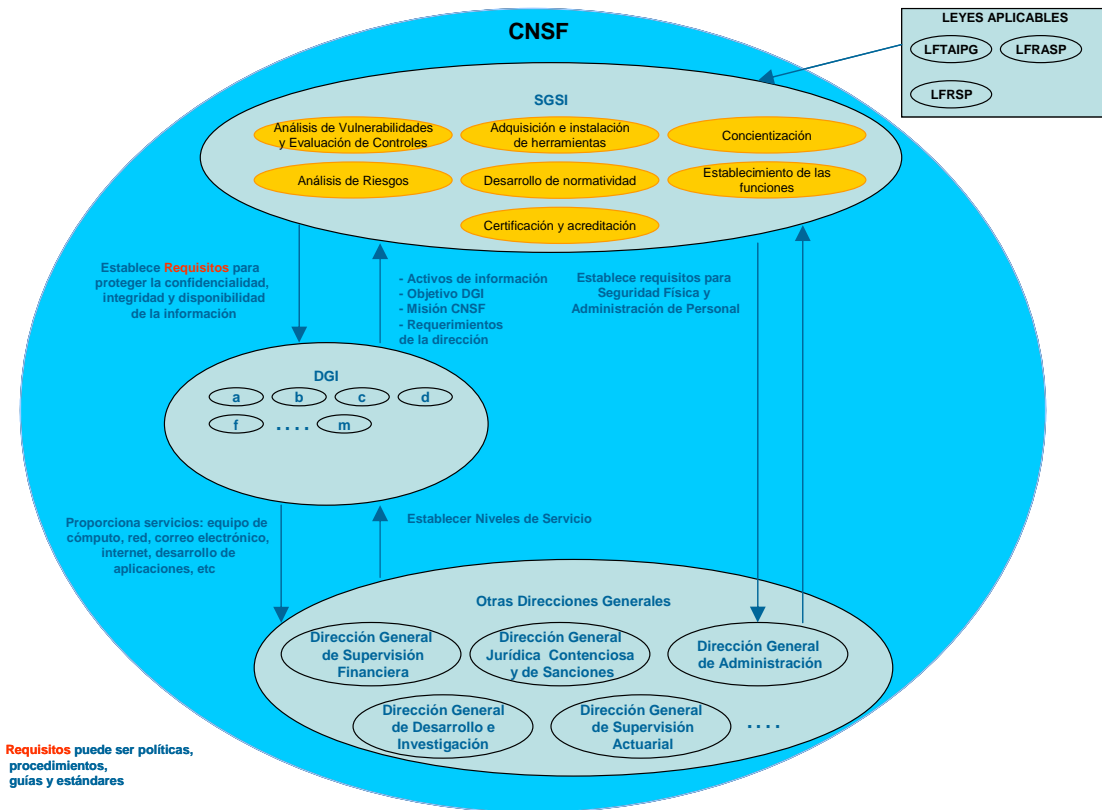 CNSF
LEYES APLICABLES
LFTAIPG
LFRASP
LFRSP
SGSI
Análisis de Vulnerabilidades
y Evaluación de Controles
Adquisición e instalación
de herramientas
Concientización
Análisis de Riesgos
Desarrollo de normatividad
Establecimiento de las
funciones
Certificación y acreditación
Establece Requisitos para
proteger la confidencialidad,
integridad y disponibilidad
de la información
- Activos de información
- Objetivo DGI
- Misión CNSF
- Requerimientos
de la dirección
Establece requisitos para
Seguridad Física y
Administración de Personal
DGI
a
b
c
d
f
. . . .
m
Proporciona servicios: equipo de
cómputo, red, correo electrónico,
internet, desarrollo de
aplicaciones, etc
Establecer Niveles de Servicio
Otras Direcciones Generales
Dirección General
de Supervisión
Financiera
Dirección General
Jurídica Contenciosa
y de Sanciones
Dirección General
de Administración
Dirección General
de Desarrollo e
Investigación
Dirección General
de Supervisión
Actuarial
. . . .
Requisitos puede ser políticas,
procedimientos,
guías y estándares